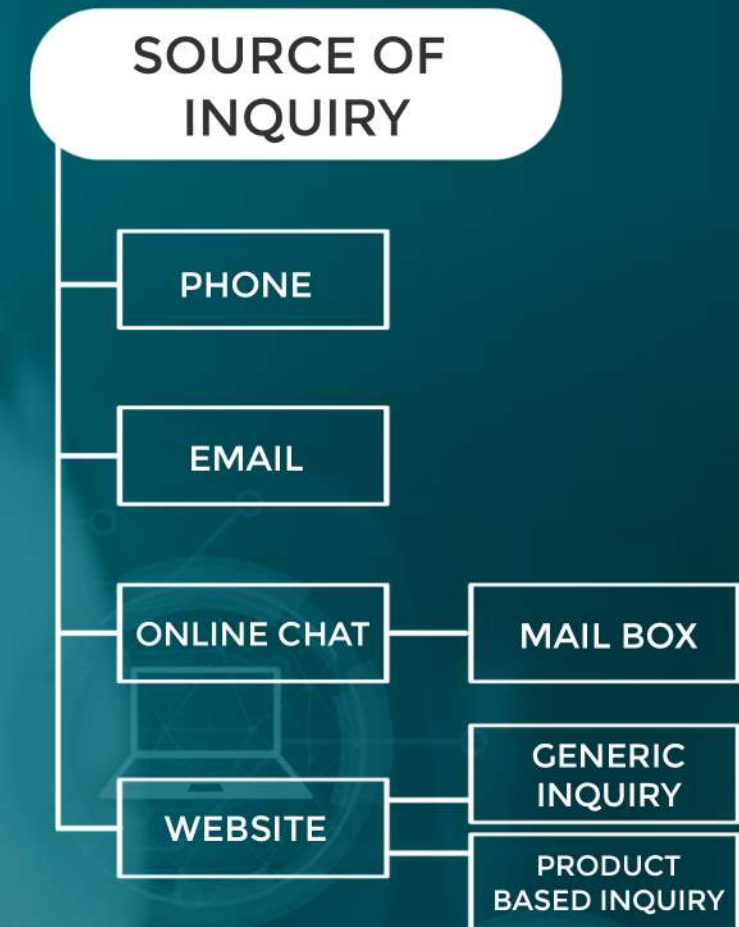 SOURCE OF
INQUIRY
PHONE
EMAIL
ONLINE CHAT
MAIL BOX
GENERIC
INQUIRY
WEBSITE
PRODUCT
BASED INQUIRY